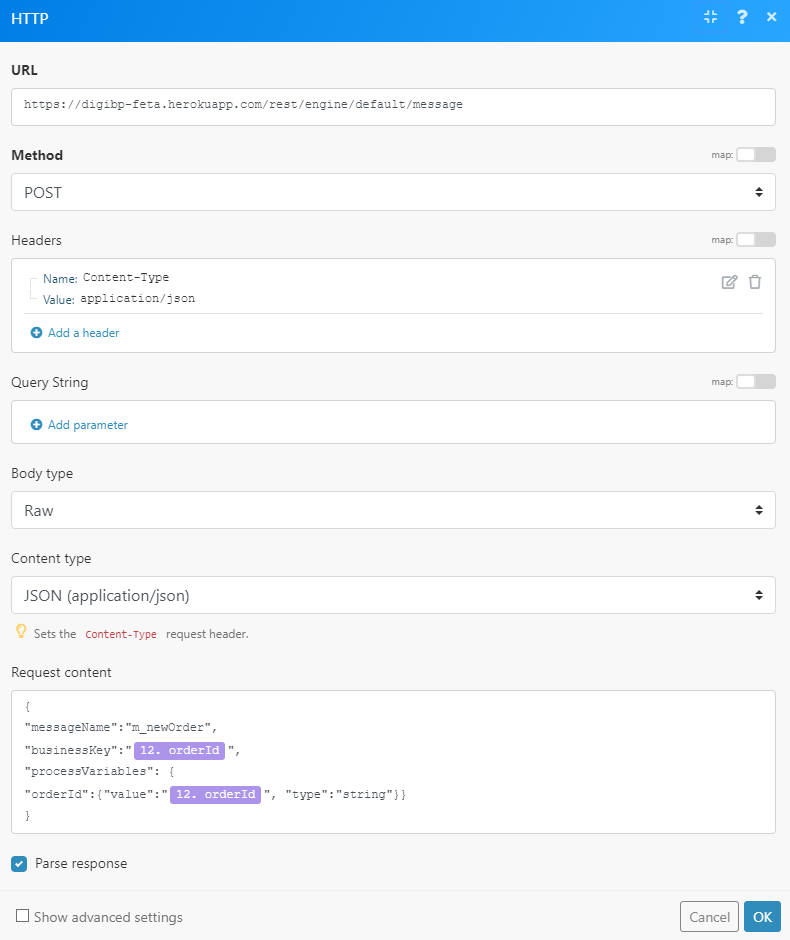 HTTP
URL
https://digibp-feta.herokuapp.com/rest/engine/default/message
Method
map:
POST
Headers
map:
Name: Content-Type
Value: application/json
Add a header
Query String
map:
Add parameter
Body type
Raw
Content type
JSON (application/json)
Sets the Content-Type request header.
Request content
{
"messageName":"m_newOrder",
"businessKey":" 12. orderId ",
"processVariables": {
"orderId":{"value":" 12. orderId ", "type":"string"}}
}
Parse response
Show advanced settings
Cancel
OK